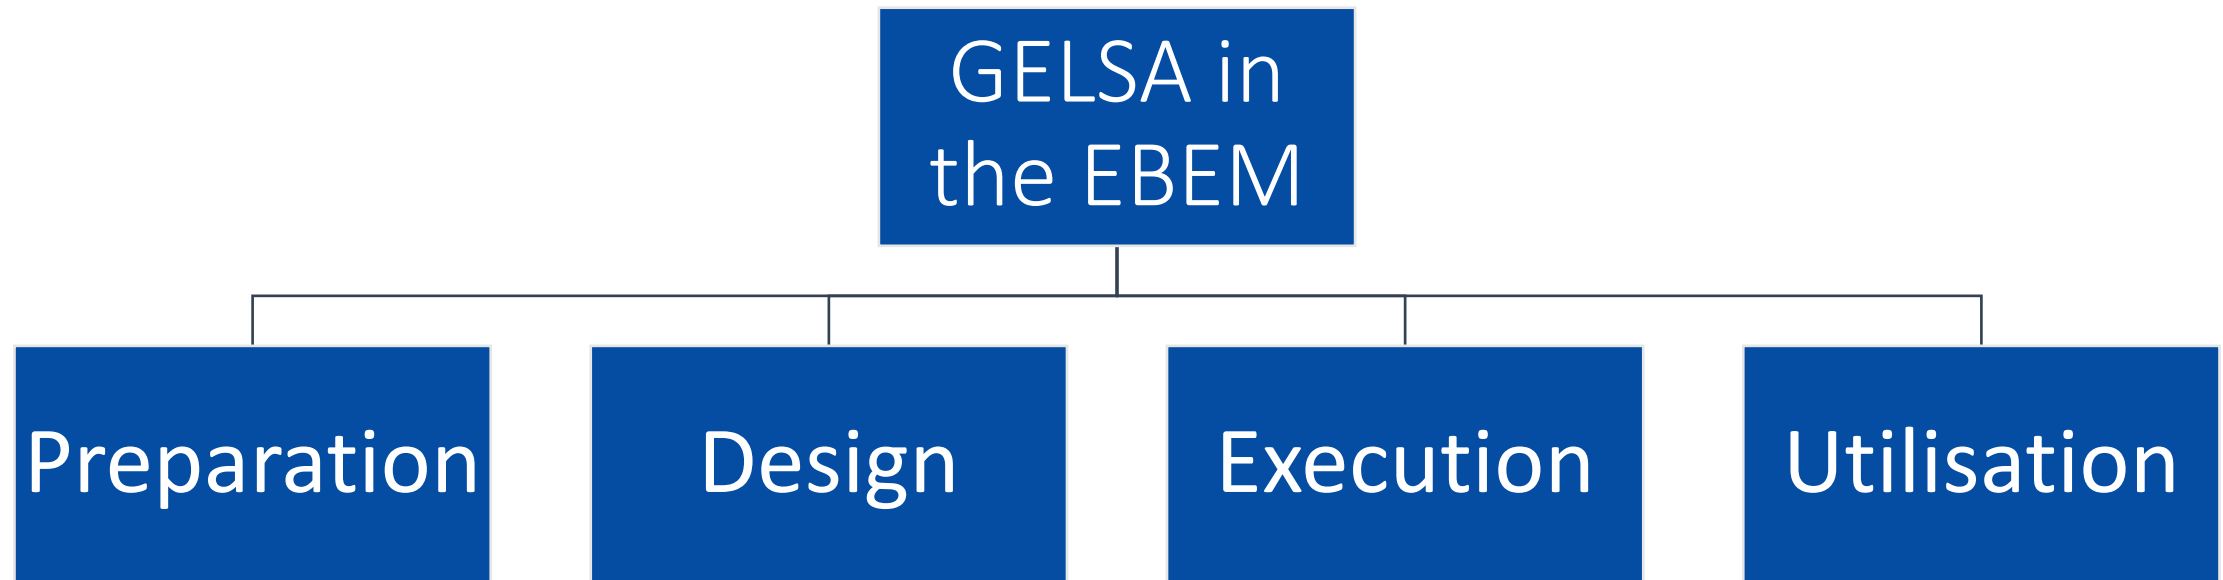 GELSA in
the EBEM
Preparation
Design
Execution
Utilisation